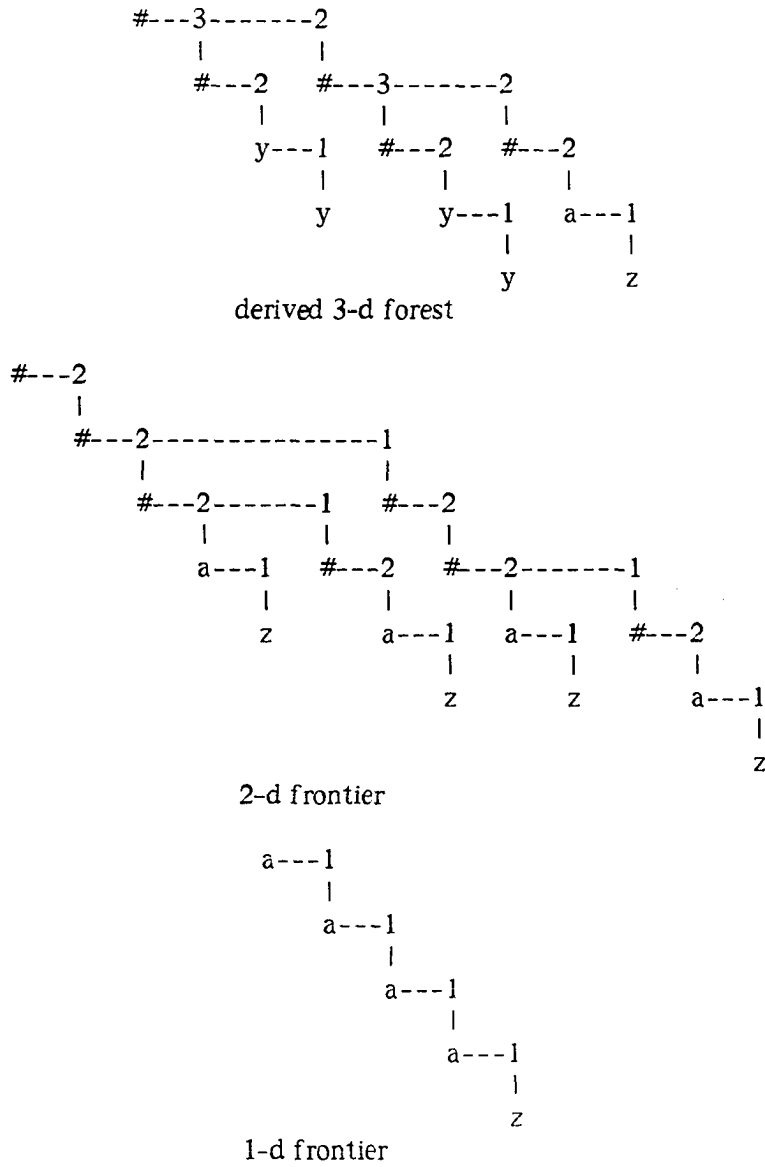 #---3-------2
| |
#---2 #---3-------2
| | |
y---1 #---2 #---2
| | |
y y---1 a---1
| |
y z
derived 3-d forest
#---2
|
#---2----------------1
| |
#---2-------1 #---2
| | |
a---1 #---2 #---2-------1
| | | |
z a---1 a---1 #---2
| | |
z z a---1
|
z
2-d frontier
a---1
|
a---1
|
a---1
|
a---1
|
z
1-d frontier